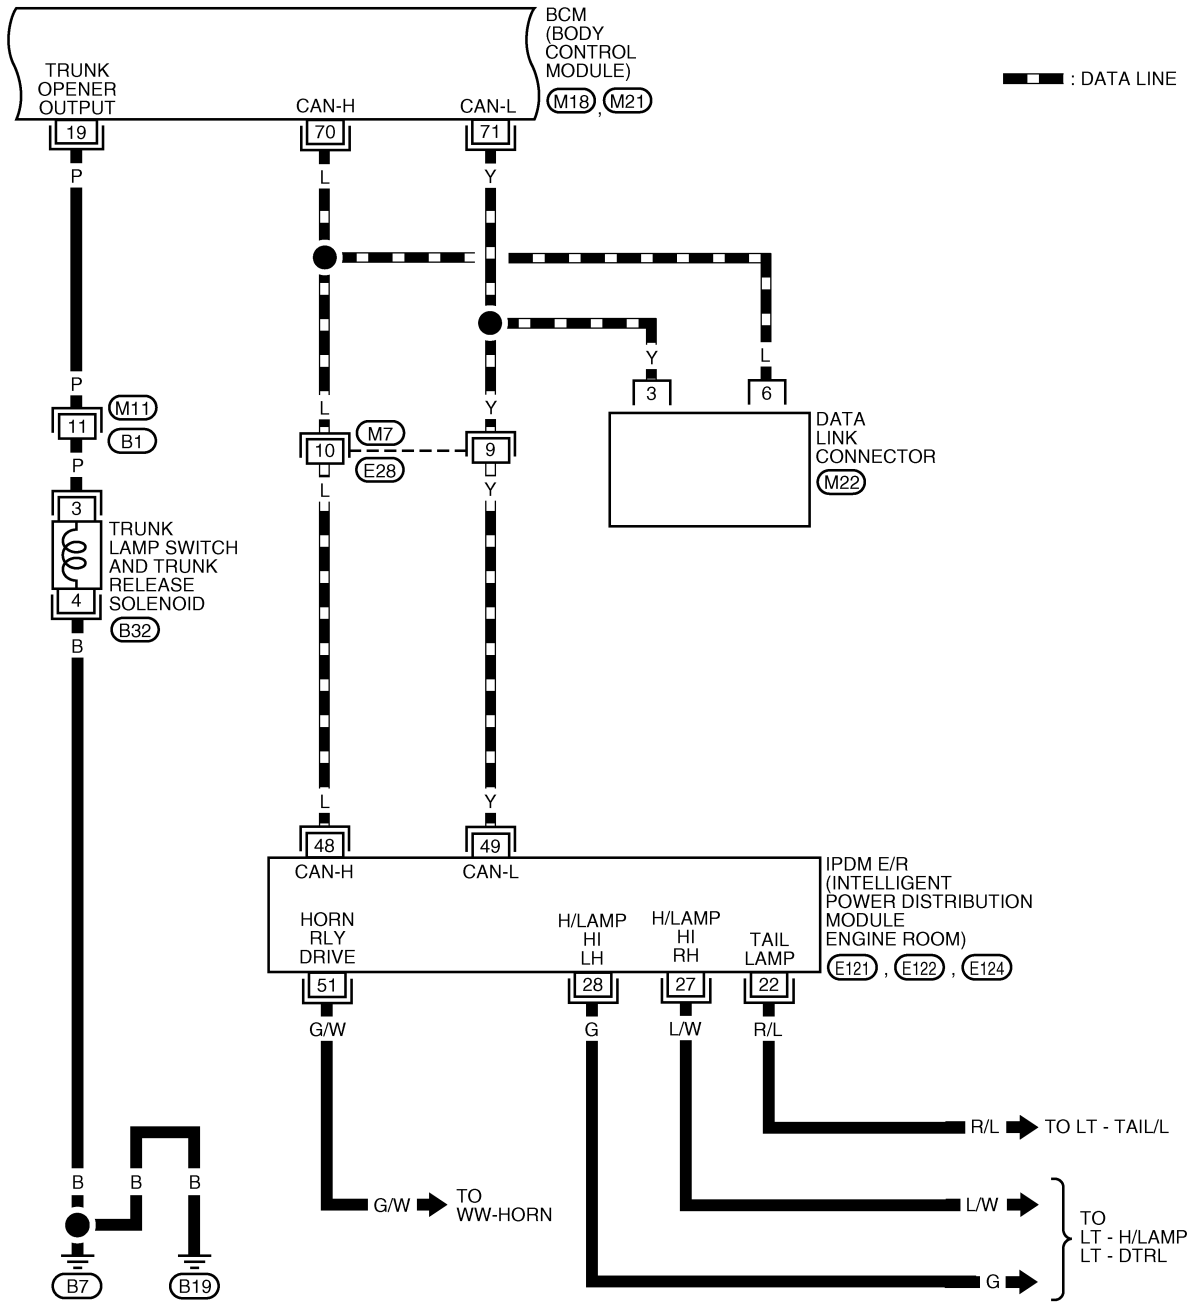 BCM
(BODY
CONTROL
MODULE)
M18 , M21
: DATA LINE
TRUNK
OPENER
OUTPUT
CAN-H
CAN-L
19
70
71
P
L
Y
Y
L
3
6
DATA
LINK
CONNECTOR
M22
P
L
Y
11
M11
B1
10
M7
E28
9
P
L
Y
3
TRUNK
LAMP SWITCH
AND TRUNK
RELEASE
SOLENOID
4
B32
B
L
Y
48
49
CAN-H
CAN-L
IPDM E/R
(INTELLIGENT
POWER DISTRIBUTION
MODULE
ENGINE ROOM)
E121 , E122 , E124
HORN
RLY
DRIVE
H/LAMP
HI
LH
H/LAMP
HI
RH
TAIL
LAMP
51
28
27
22
G/W
G
L/W
R/L
R/L
TO LT - TAIL/L
B
B
B
G/W
TO
WW-HORN
L/W
G
TO
LT - H/LAMP
LT - DTRL
B7
B19